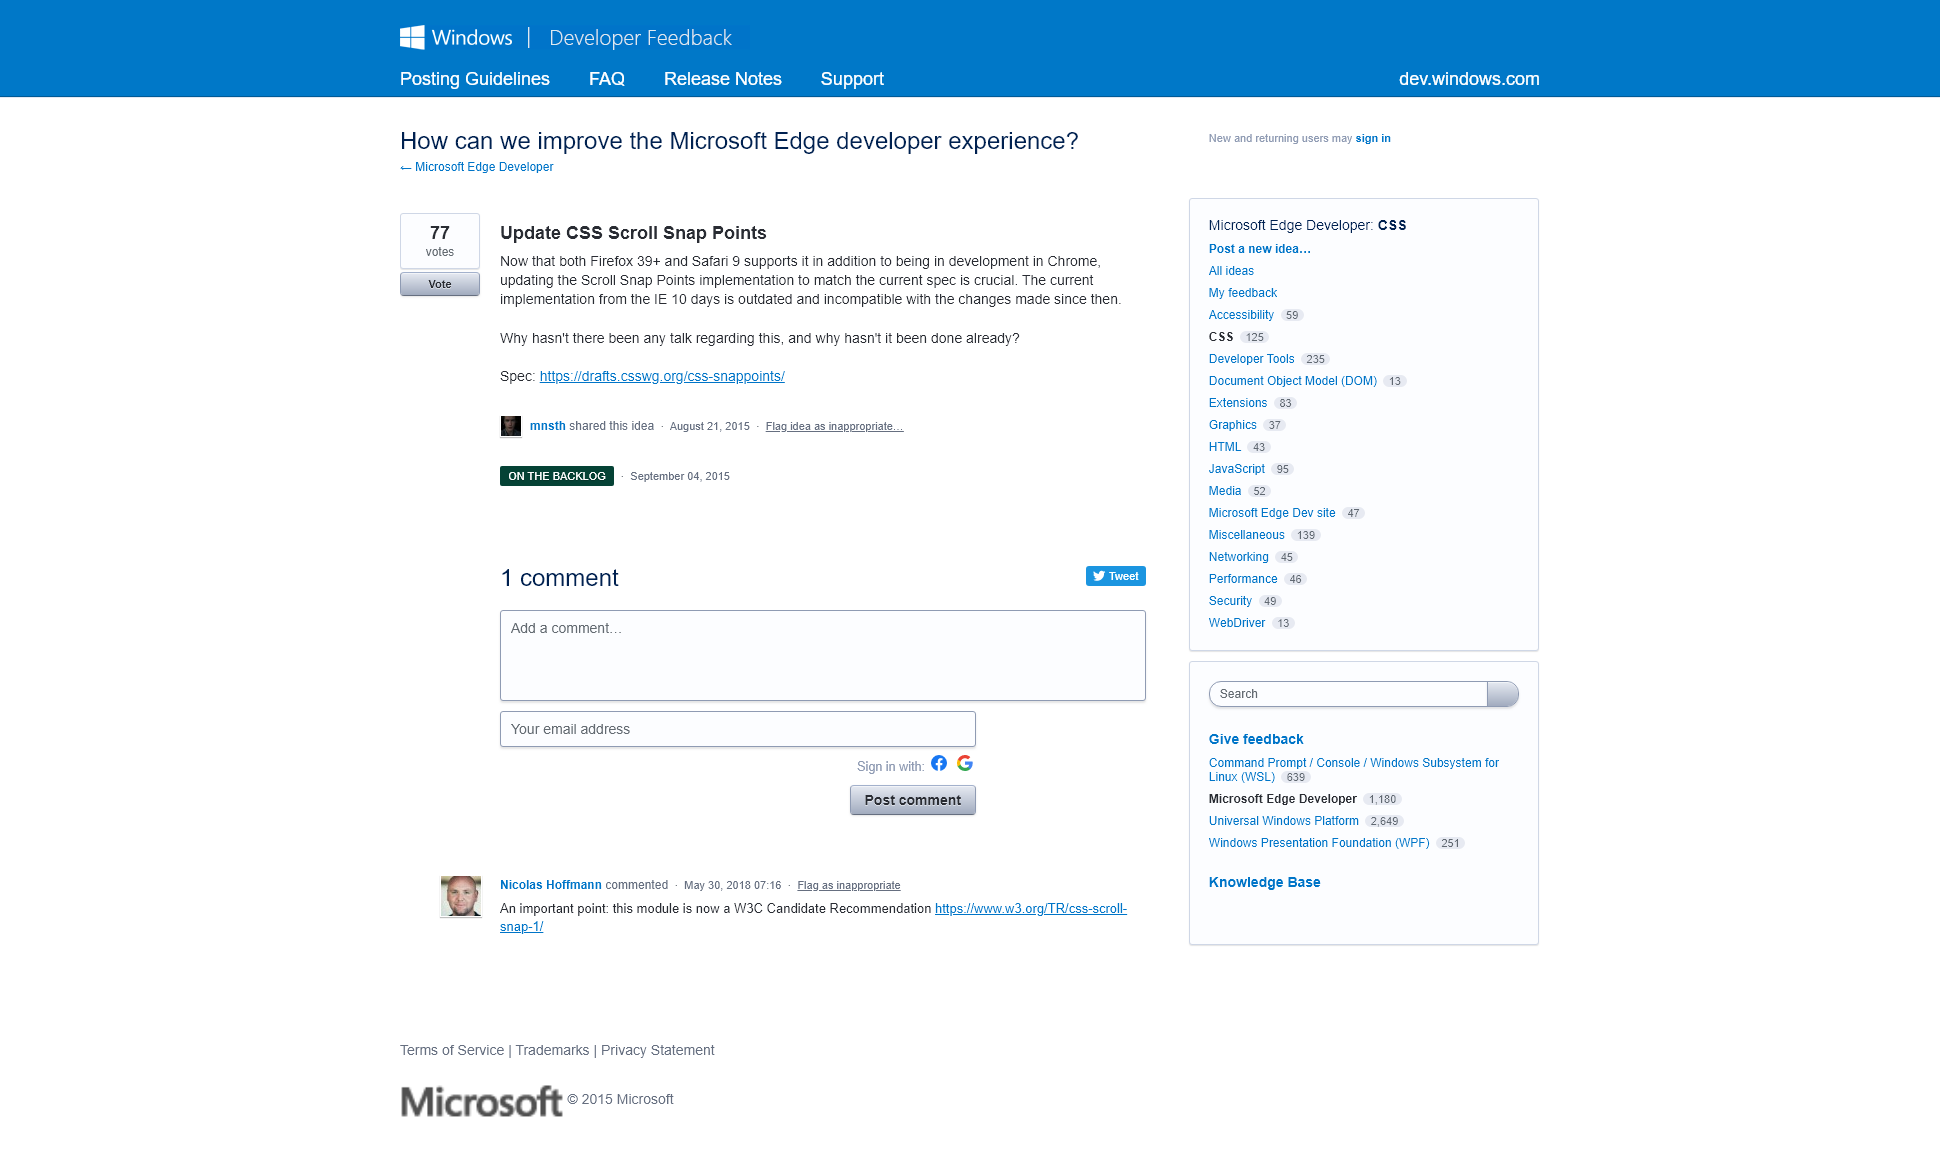 Windows | Developer Feedback
Posting Guidelines FAQ Release Notes Support dev.windows.com
How can we improve the Microsoft Edge developer experience?
← Microsoft Edge Developer
New and returning users may sign in
77
votes
Vote
Update CSS Scroll Snap Points
Now that both Firefox 39+ and Safari 9 supports it in addition to being in development in Chrome,
updating the Scroll Snap Points implementation to match the current spec is crucial. The current
implementation from the IE 10 days is outdated and incompatible with the changes made since then.
Why hasn't there been any talk regarding this, and why hasn't it been done already?
Spec: https://drafts.csswg.org/css-snappoints/
mnsth shared this idea · August 21, 2015 · Flag idea as inappropriate…
ON THE BACKLOG · September 04, 2015
1 comment
Tweet
Add a comment…
Your email address
Sign in with:
Post comment
Nicolas Hoffmann commented · May 30, 2018 07:16 · Flag as inappropriate
An important point: this module is now a W3C Candidate Recommendation https://www.w3.org/TR/css-scroll-
snap-1/
Microsoft Edge Developer: CSS
Post a new idea…
All ideas
My feedback
Accessibility 59
CSS 125
Developer Tools 235
Document Object Model (DOM) 13
Extensions 83
Graphics 37
HTML 43
JavaScript 95
Media 52
Microsoft Edge Dev site 47
Miscellaneous 139
Networking 45
Performance 46
Security 49
WebDriver 13
Search
Give feedback
Command Prompt / Console / Windows Subsystem for
Linux (WSL) 639
Microsoft Edge Developer 1,180
Universal Windows Platform 2,649
Windows Presentation Foundation (WPF) 251
Knowledge Base
Terms of Service | Trademarks | Privacy Statement
Microsoft © 2015 Microsoft